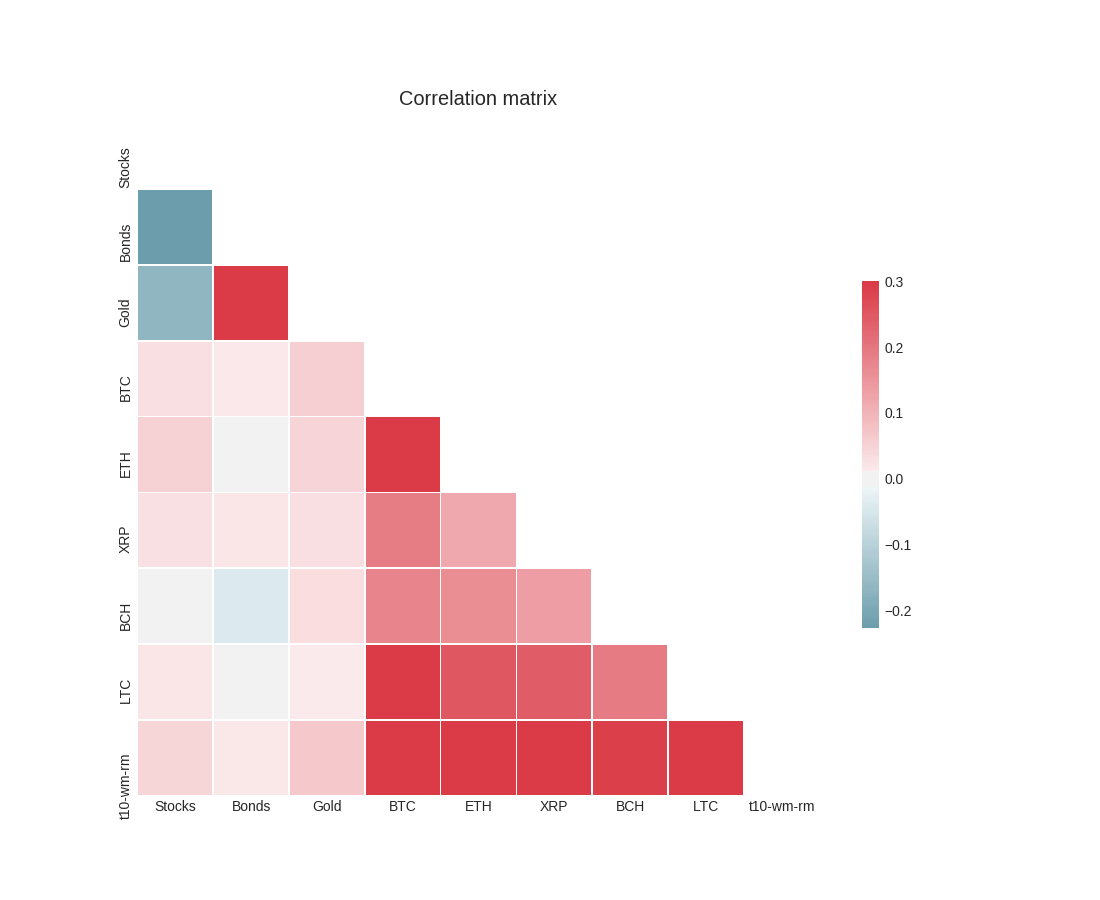 Correlation matrix
Stocks
Bonds
Gold
BTC
ETH
XRP
BCH
LTC
t10-wm-rm
Stocks Bonds Gold BTC ETH XRP BCH LTC t10-wm-rm
0.3
0.2
0.1
0.0
−0.1
−0.2